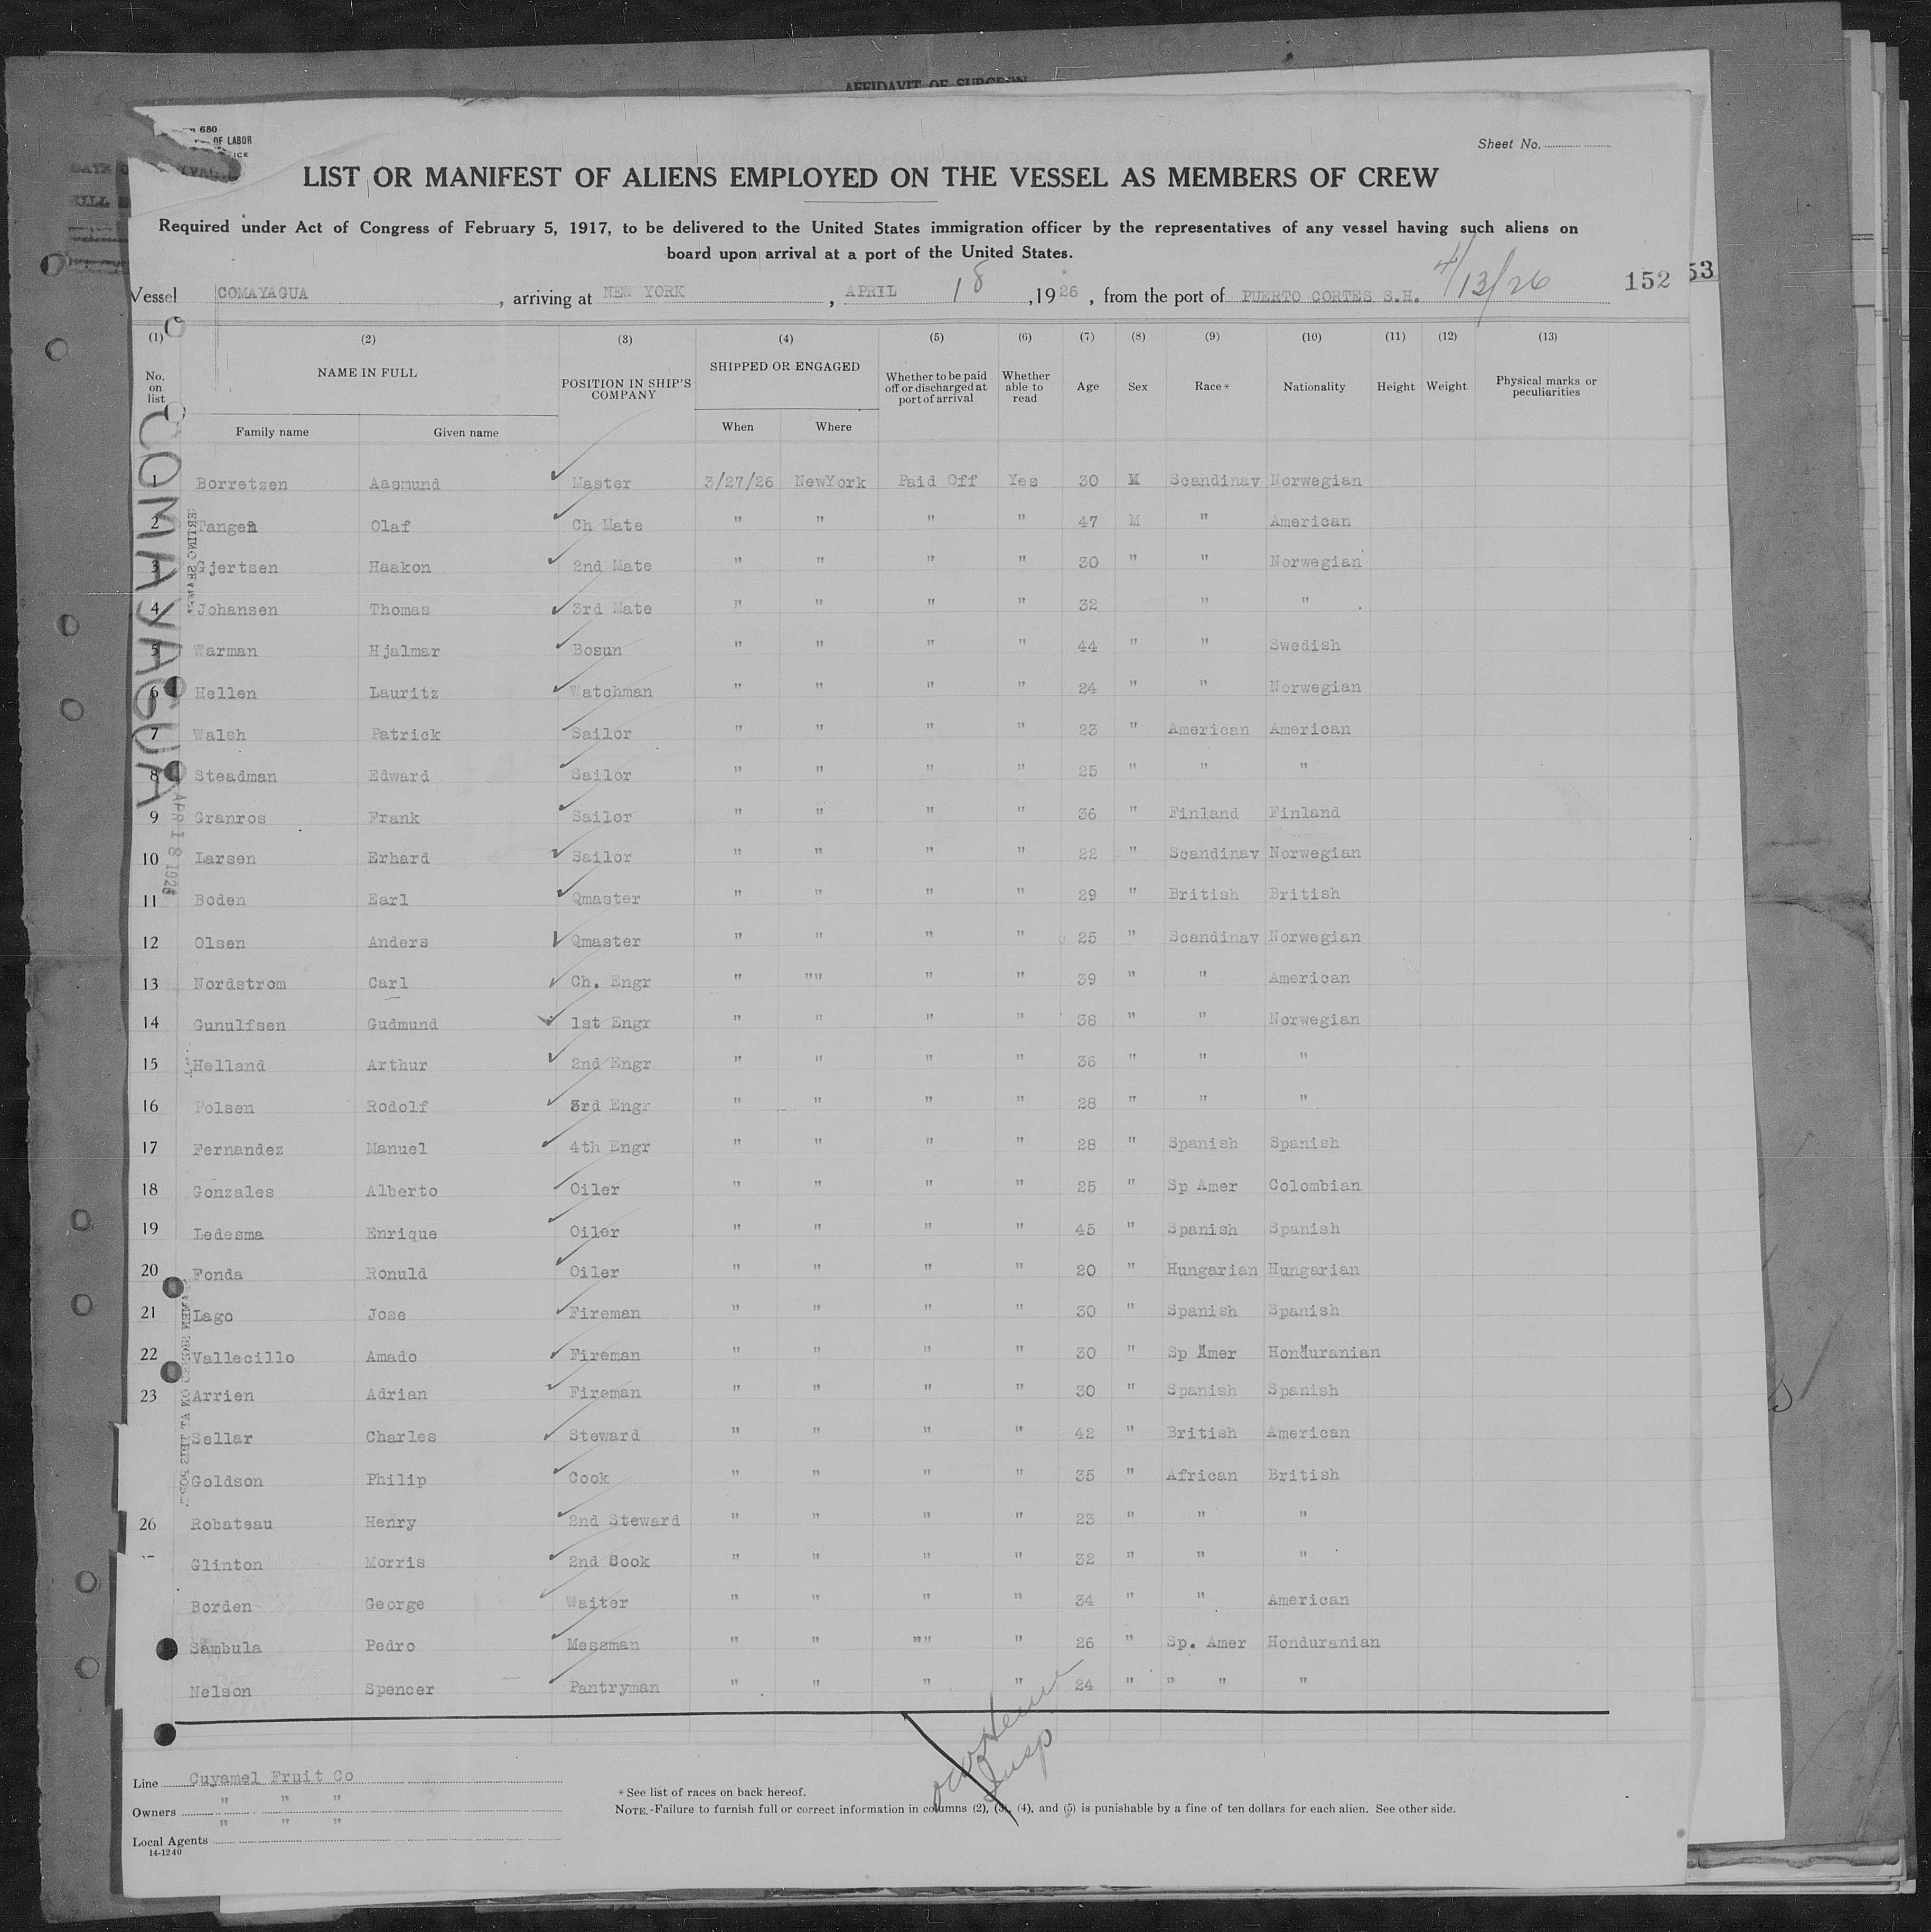 AFFIDAVIT OF SURGEON
680
OF LABOR
Sheet No.
LIST OR MANIFEST OF ALIENS EMPLOYED ON THE VESSEL AS MEMBERS OF CREW
Required under Act of Congress of February 5, 1917, to be delivered to the United States immigration officer by the representatives of any vessel having such aliens on
board upon arrival at a port of the United States.
Vessel COMAYAGUA, arriving at NEW YORK, APRIL 18, 1926, from the port of PUERTO CORTES S.H. 4/13/26 152 53
(1) (2) (3) (4) (5) (6) (7) (8) (9) (10) (11) (12) (13)
No. on list NAME IN FULL POSITION IN SHIP'S COMPANY SHIPPED OR ENGAGED Whether to be paid off or discharged at port of arrival Whether able to read Age Sex Race* Nationality Height Weight Physical marks or peculiarities
Family name Given name When Where
COMAYAGUA
APR 18 1926
1 Borretzen Aasmund Master 3/27/26 NewYork Paid Off Yes 30 M Scandinav Norwegian
2 Tangen Olaf Ch Mate " " " " 47 M " American
3 Gjertsen Haakon 2nd Mate " " " " 30 " " Norwegian
4 Johansen Thomas 3rd Mate " " " " 32 " "
5 Warman Hjalmar Bosun " " " " 44 " " Swedish
6 Hellen Lauritz Watchman " " " " 24 " " Norwegian
7 Walsh Patrick Sailor " " " " 23 " American American
8 Steadman Edward Sailor " " " " 25 " " "
9 Granros Frank Sailor " " " " 36 " Finland Finland
10 Larsen Erhard Sailor " " " " 22 " Scandinav Norwegian
11 Boden Earl Qmaster " " " " 29 " British British
12 Olsen Anders Qmaster " " " " 25 " Scandinav Norwegian
13 Nordstrom Carl Ch. Engr " "" " " 39 " " American
14 Gunulfsen Gudmund 1st Engr " " " " 38 " " Norwegian
15 Helland Arthur 2nd Engr " " " " 36 " " "
16 Polsen Rodolf 3rd Engr " " " " 28 " " "
17 Fernandez Manuel 4th Engr " " " " 28 " Spanish Spanish
18 Gonzales Alberto Oiler " " " " 25 " Sp Amer Colombian
19 Ledesma Enrique Oiler " " " " 45 " Spanish Spanish
20 Fonda Ronuld Oiler " " " " 20 " Hungarian Hungarian
21 Lago Jose Fireman " " " " 30 " Spanish Spanish
22 Vallecillo Amado Fireman " " " " 30 " Sp Amer Honduranian
23 Arrien Adrian Fireman " " " " 30 " Spanish Spanish
Sellar Charles Steward " " " " 42 " British American
Goldson Philip Cook " " " " 35 " African British
26 Robateau Henry 2nd Steward " " " " 23 " " "
Glinton Morris 2nd Cook " " " " 32 " " "
Borden George Waiter " " " " 34 " " American
Sambula Pedro Messman " " "" " 26 " Sp. Amer Honduranian
Nelson Spencer Pantryman " " " " 24 " " " "
Insp
Line Cuyamel Fruit Co
Owners " " "
Local Agents " " "
14-1240
* See list of races on back hereof.
NOTE.-Failure to furnish full or correct information in columns (2), (3), (4), and (5) is punishable by a fine of ten dollars for each alien. See other side.